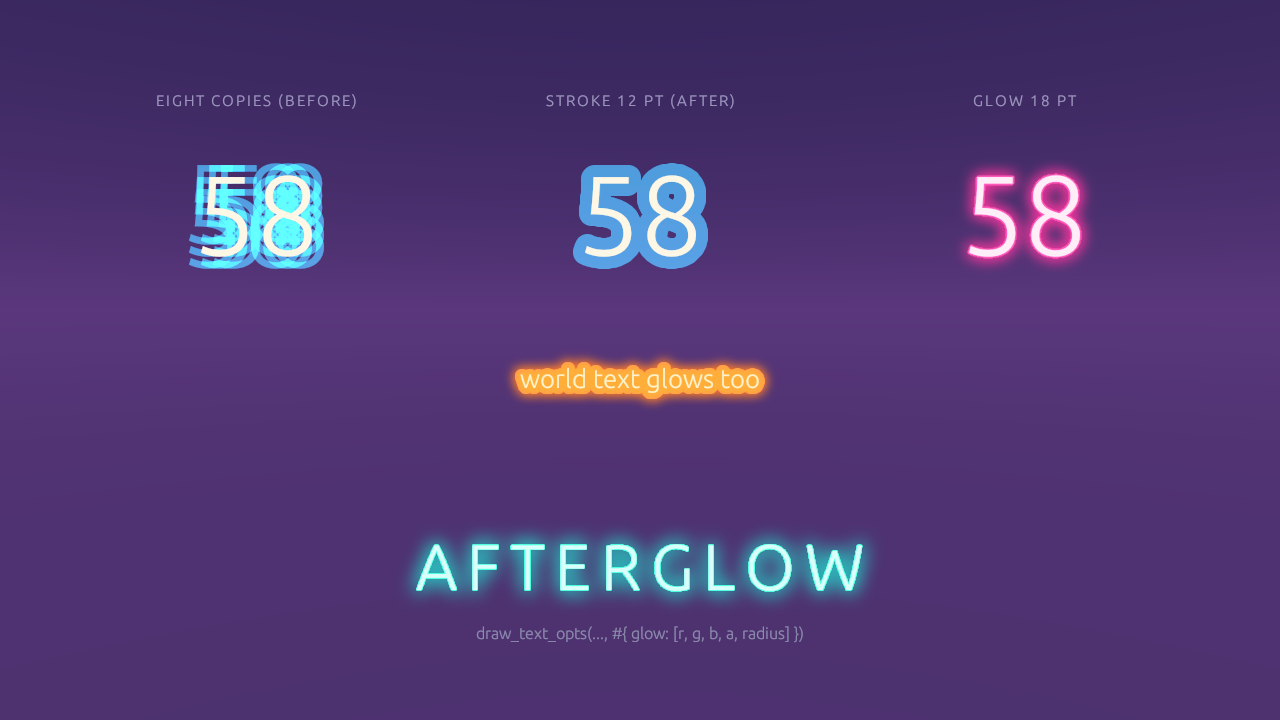 EIGHT COPIES (BEFORE)
STROKE 12 PT (AFTER)
GLOW 18 PT
58
58
58
world text glows too
AFTERGLOW
draw_text_opts(..., #{ glow: [r, g, b, a, radius] })